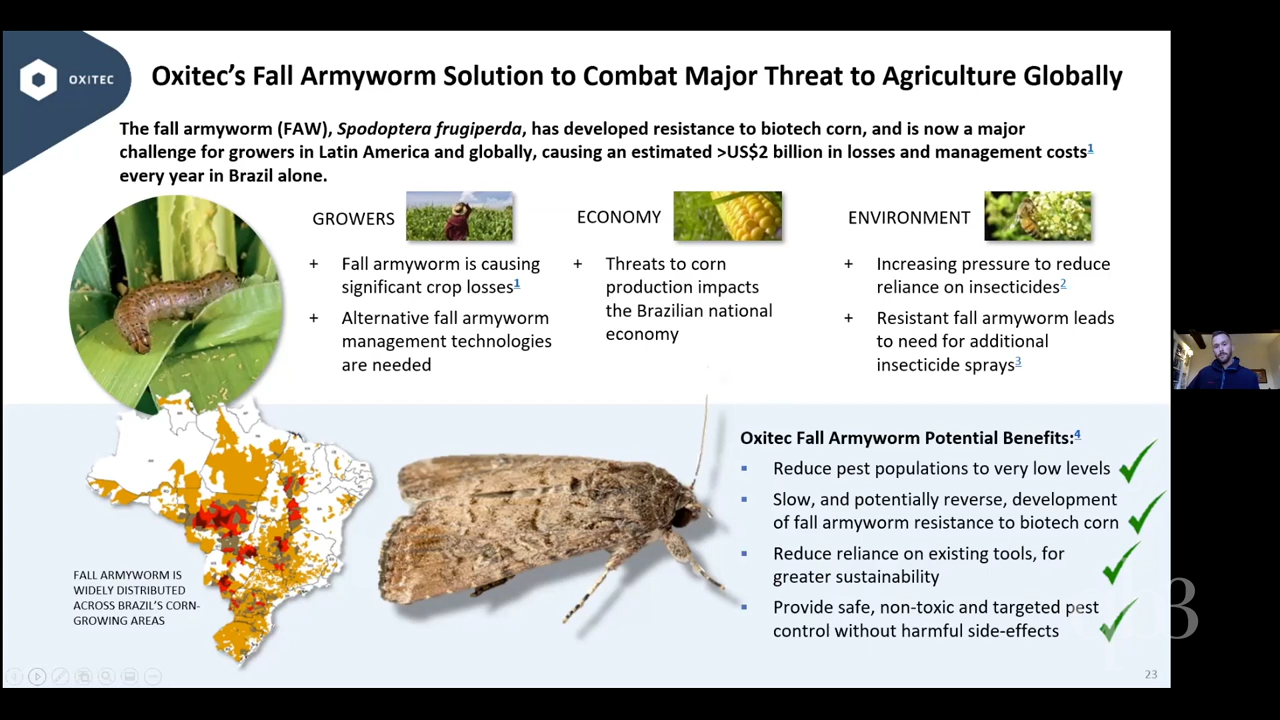 OXITEC
Oxitec's Fall Armyworm Solution to Combat Major Threat to Agriculture Globally
The fall armyworm (FAW), Spodoptera frugiperda, has developed resistance to biotech corn, and is now a major
challenge for growers in Latin America and globally, causing an estimated >US$2 billion in losses and management costs1
every year in Brazil alone.
GROWERS
+ Fall armyworm is causing
significant crop losses1
+ Alternative fall armyworm
management technologies
are needed
ECONOMY
+ Threats to corn
production impacts
the Brazilian national
economy
ENVIRONMENT
+ Increasing pressure to reduce
reliance on insecticides2
+ Resistant fall armyworm leads
to need for additional
insecticide sprays3
FALL ARMYWORM IS
WIDELY DISTRIBUTED
ACROSS BRAZIL'S CORN-
GROWING AREAS
Oxitec Fall Armyworm Potential Benefits:4
▪ Reduce pest populations to very low levels
▪ Slow, and potentially reverse, development
of fall armyworm resistance to biotech corn
▪ Reduce reliance on existing tools, for
greater sustainability
▪ Provide safe, non-toxic and targeted pest
control without harmful side-effects
23